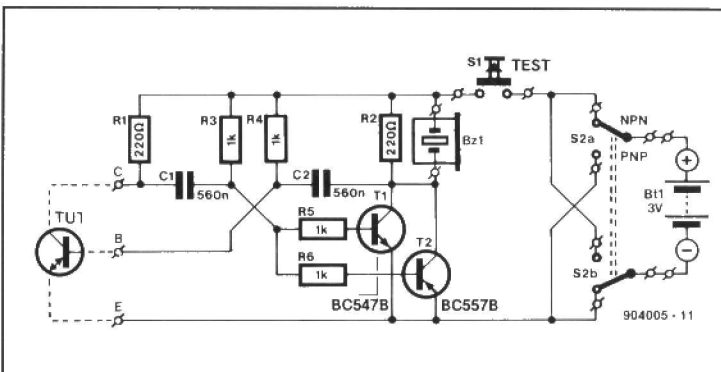 S1 TEST
R1
220Ω
R3
1k
R4
1k
R2
220Ω
Bz1
NPN
S2a
PNP
Bt1
3V
C
C1
560n
C2
560n
T1
TU1
B
R5
1k
T2
R6
1k
S2b
E
BC547B
BC557B
904005 - 11